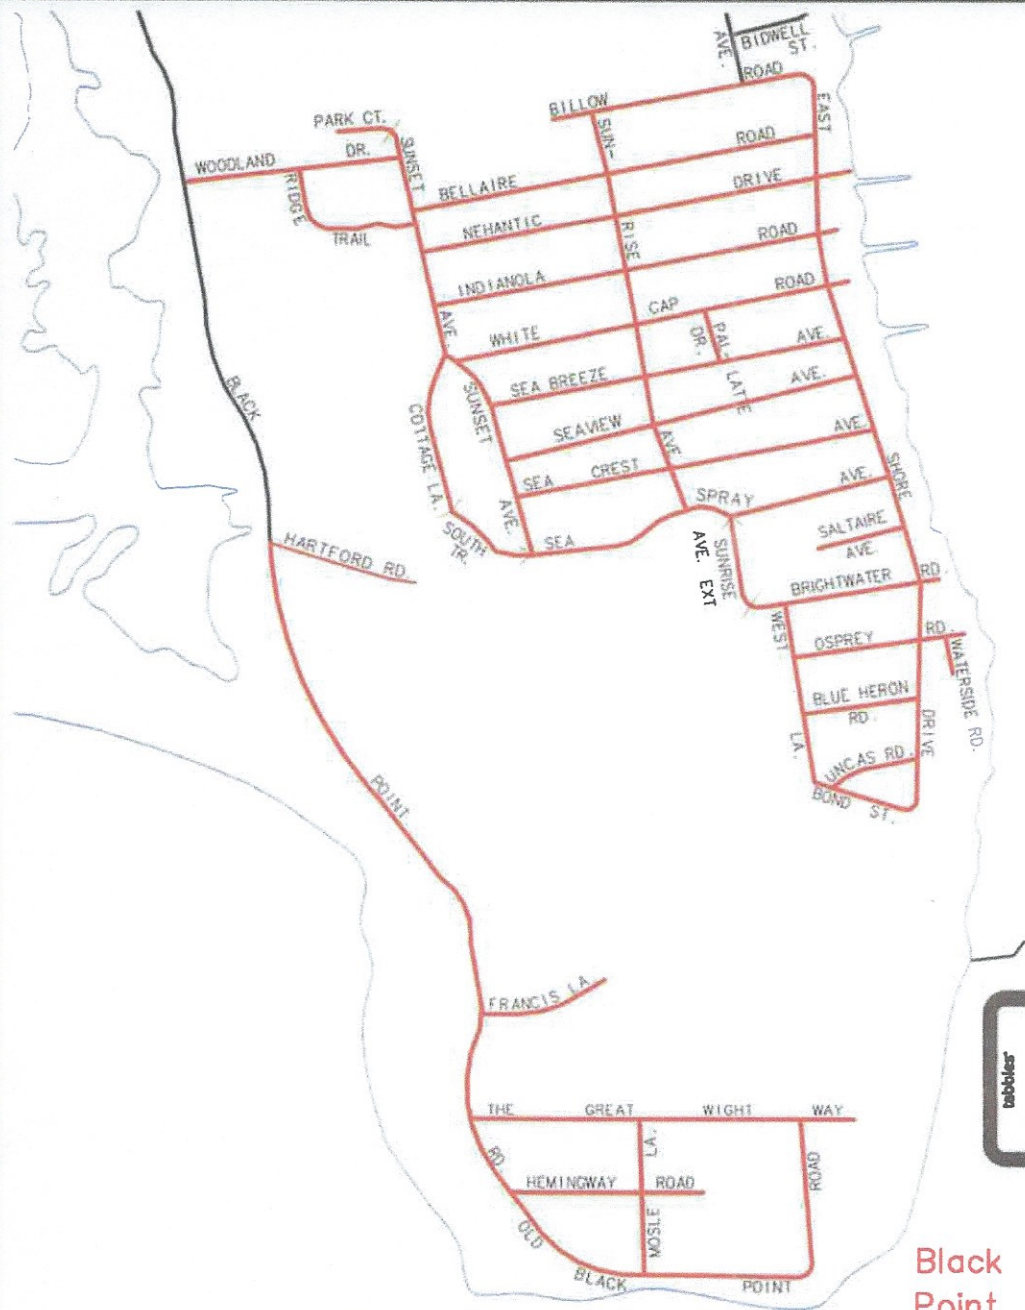 AVE.
BIDWELL ST.
BILLOW ROAD
EAST
PARK CT.
SUNSET
SUN-
WOODLAND DR.
BELLAIRE ROAD
RIDGE
NEHANTIC DRIVE
TRAIL
RISE
INDIANOLA ROAD
AVE.
WHITE CAP ROAD
PAL-
DR.
LATE
SEA BREEZE AVE.
BLACK
COTTAGE LA.
SUNSET
SEAVIEW AVE.
AVE
SEA CREST AVE.
SHORE
AVE.
SOUTH TR.
SEA SPRAY AVE.
SALTAIRE AVE.
HARTFORD RD.
SUNRISE
AVE. EXT
BRIGHTWATER RD.
WEST
OSPREY RD.
WATERSIDE RD.
BLUE HERON RD.
DRIVE
LA.
UNCAS RD.
BOND ST.
POINT
FRANCIS LA.
tabbies
THE GREAT WIGHT WAY
RD.
LA.
ROAD
HEMINGWAY ROAD
MOSLE
OLD
BLACK POINT
Black
Point